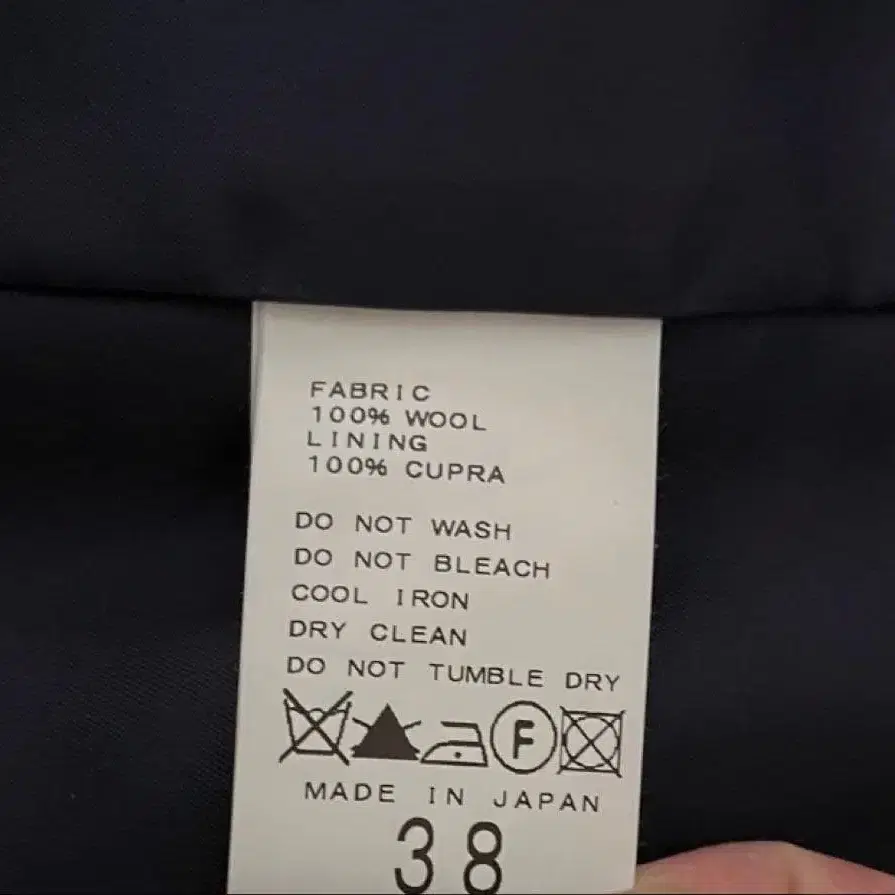 FABRIC
100% WOOL
LINING
100% CUPRA
DO NOT WASH
DO NOT BLEACH
COOL IRON
DRY CLEAN
DO NOT TUMBLE DRY
F
MADE IN JAPAN
38